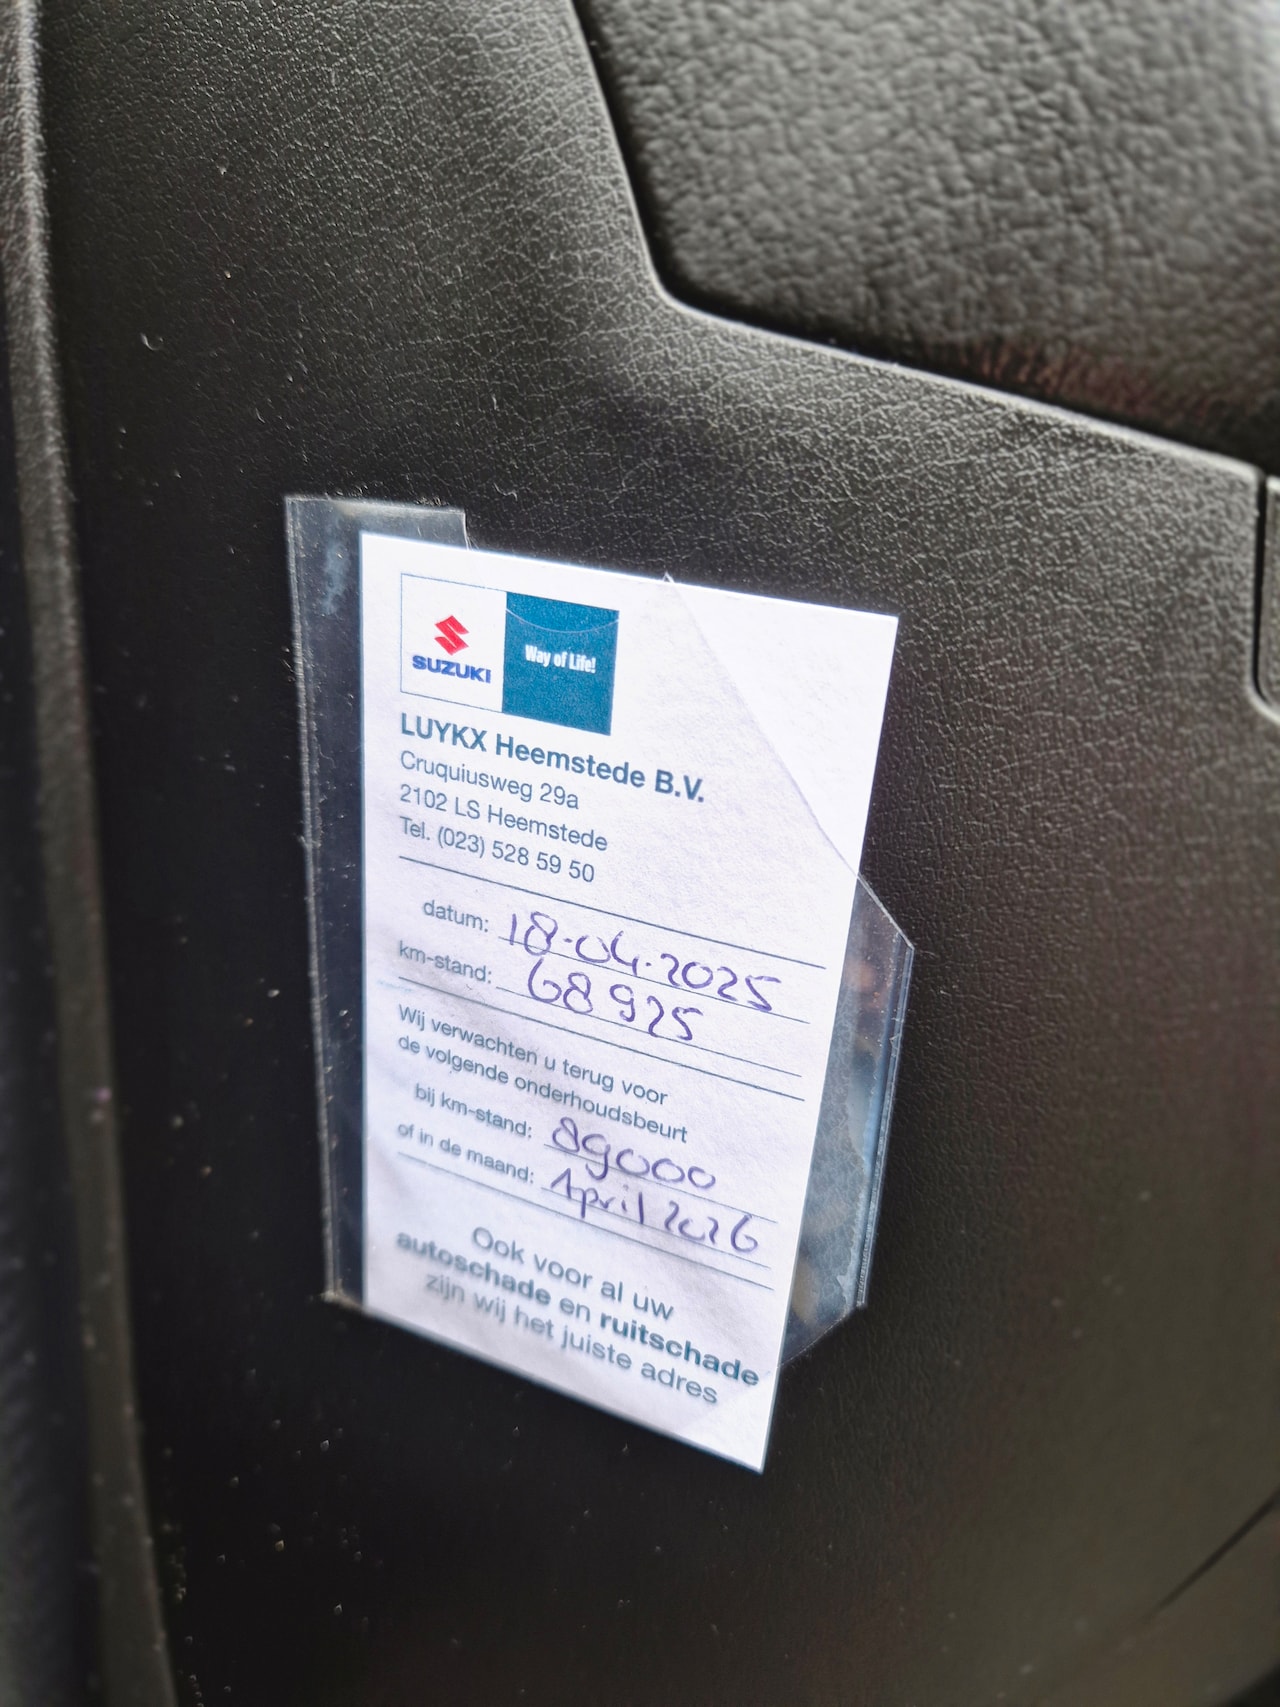 SUZUKI
Way of Life!
LUYKX Heemstede B.V.
Cruquiusweg 29a
2102 LS Heemstede
Tel. (023) 528 59 50
datum: 18-04-2025
km-stand: 68925
Wij verwachten u terug voor
de volgende onderhoudsbeurt
bij km-stand: 89000
of in de maand: April 2026
Ook voor al uw
autoschade en ruitschade
zijn wij het juiste adres